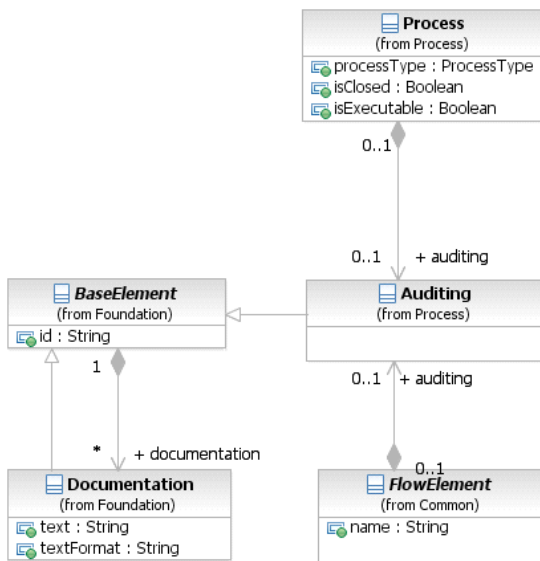 Process
(from Process)
processType : ProcessType
isClosed : Boolean
isExecutable : Boolean
0..1
0..1 + auditing
BaseElement
(from Foundation)
id : String
Auditing
(from Process)
1
0..1 + auditing
* + documentation
0..1
Documentation
(from Foundation)
text : String
textFormat : String
FlowElement
(from Common)
name : String